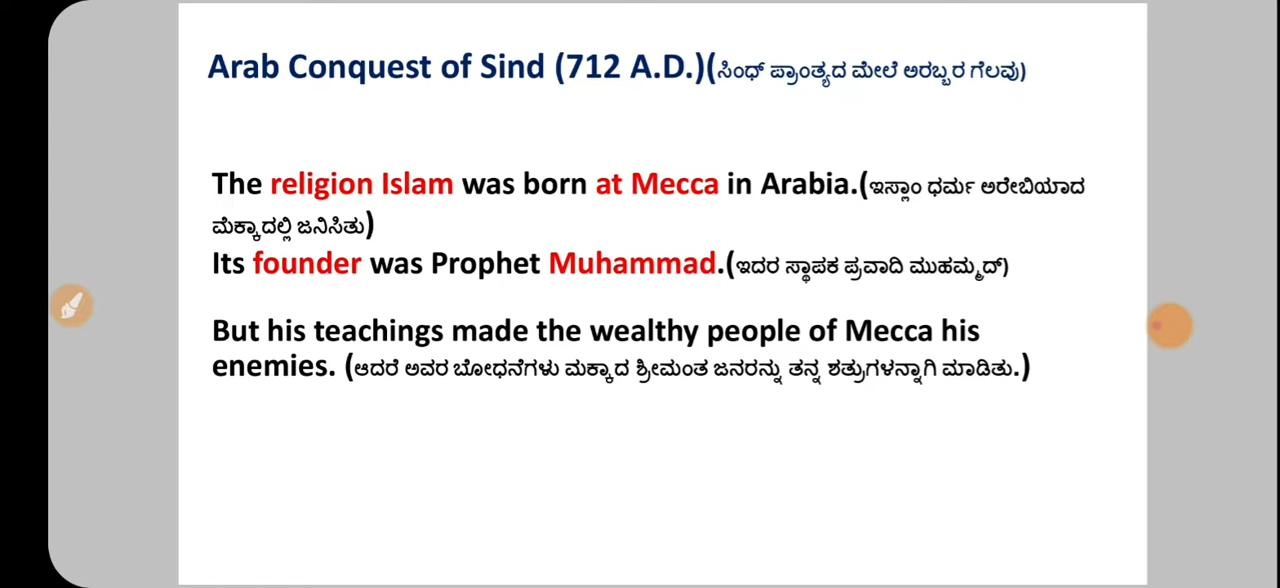 Arab Conquest of Sind (712 A.D.)(ಸಿಂಧ್ ಪ್ರಾಂತ್ಯದ ಮೇಲೆ ಅರಬ್ಬರ ಗೆಲವು)
The religion Islam was born at Mecca in Arabia.(ಇಸ್ಲಾಂ ಧರ್ಮ ಅರೇಬಿಯಾದ
ಮೆಕ್ಕಾದಲ್ಲಿ ಜನಿಸಿತು)
Its founder was Prophet Muhammad.(ಇದರ ಸ್ಥಾಪಕ ಪ್ರವಾದಿ ಮುಹಮ್ಮದ್)
But his teachings made the wealthy people of Mecca his
enemies. (ಆದರೆ ಅವರ ಬೋಧನೆಗಳು ಮಕ್ಕಾದ ಶ್ರೀಮಂತ ಜನರನ್ನು ತನ್ನ ಶತ್ರುಗಳನ್ನಾಗಿ ಮಾಡಿತು.)